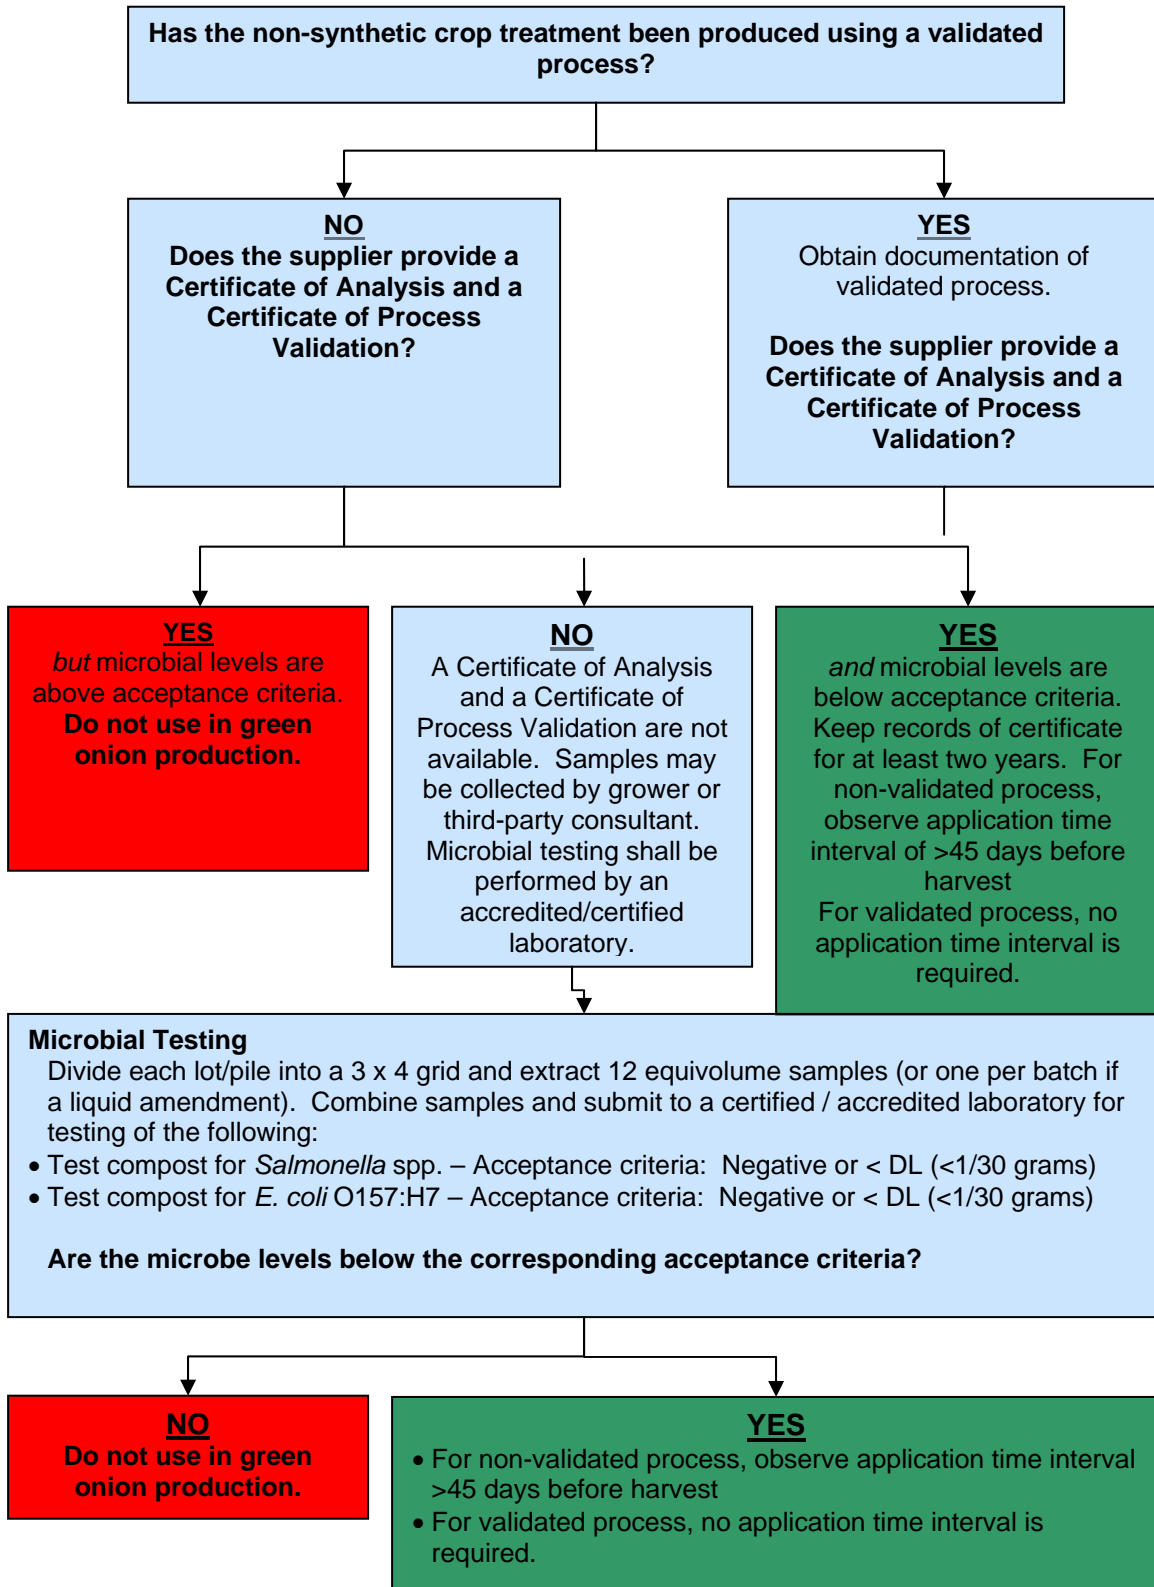 Has the non-synthetic crop treatment been produced using a validated
process?
NO
Does the supplier provide a
Certificate of Analysis and a
Certificate of Process
Validation?
YES
Obtain documentation of
validated process.
Does the supplier provide a
Certificate of Analysis and a
Certificate of Process
Validation?
YES
but microbial levels are
above acceptance criteria.
Do not use in green
onion production.
NO
A Certificate of Analysis
and a Certificate of
Process Validation are not
available.  Samples may
be collected by grower or
third-party consultant.
Microbial testing shall be
performed by an
accredited/certified
laboratory.
YES
and microbial levels are
below acceptance criteria.
Keep records of certificate
for at least two years.  For
non-validated process,
observe application time
interval of >45 days before
harvest
For validated process, no
application time interval is
required.
Microbial Testing
Divide each lot/pile into a 3 x 4 grid and extract 12 equivolume samples (or one per batch if
a liquid amendment).  Combine samples and submit to a certified / accredited laboratory for
testing of the following:
• Test compost for Salmonella spp. – Acceptance criteria:  Negative or < DL (<1/30 grams)
• Test compost for E. coli O157:H7 – Acceptance criteria:  Negative or < DL (<1/30 grams)
Are the microbe levels below the corresponding acceptance criteria?
NO
Do not use in green
onion production.
YES
• For non-validated process, observe application time interval
>45 days before harvest
• For validated process, no application time interval is
required.